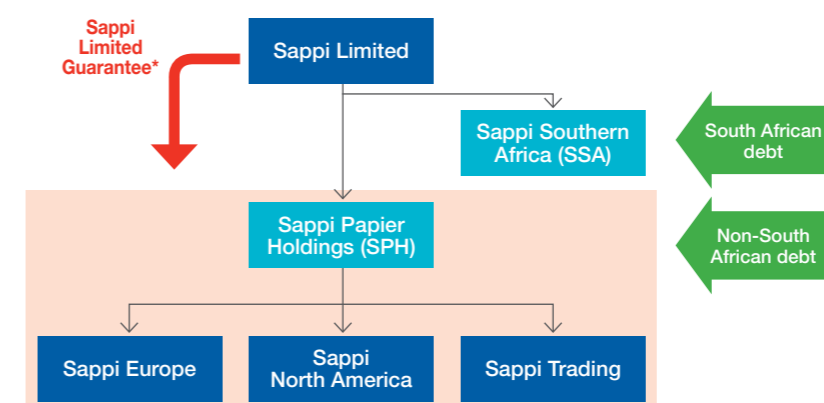 Sappi
Limited
Guarantee*
Sappi Limited
Sappi Southern
Africa (SSA)
South African
debt
Sappi Papier
Holdings (SPH)
Non-South
African debt
Sappi Europe
Sappi
North America
Sappi Trading